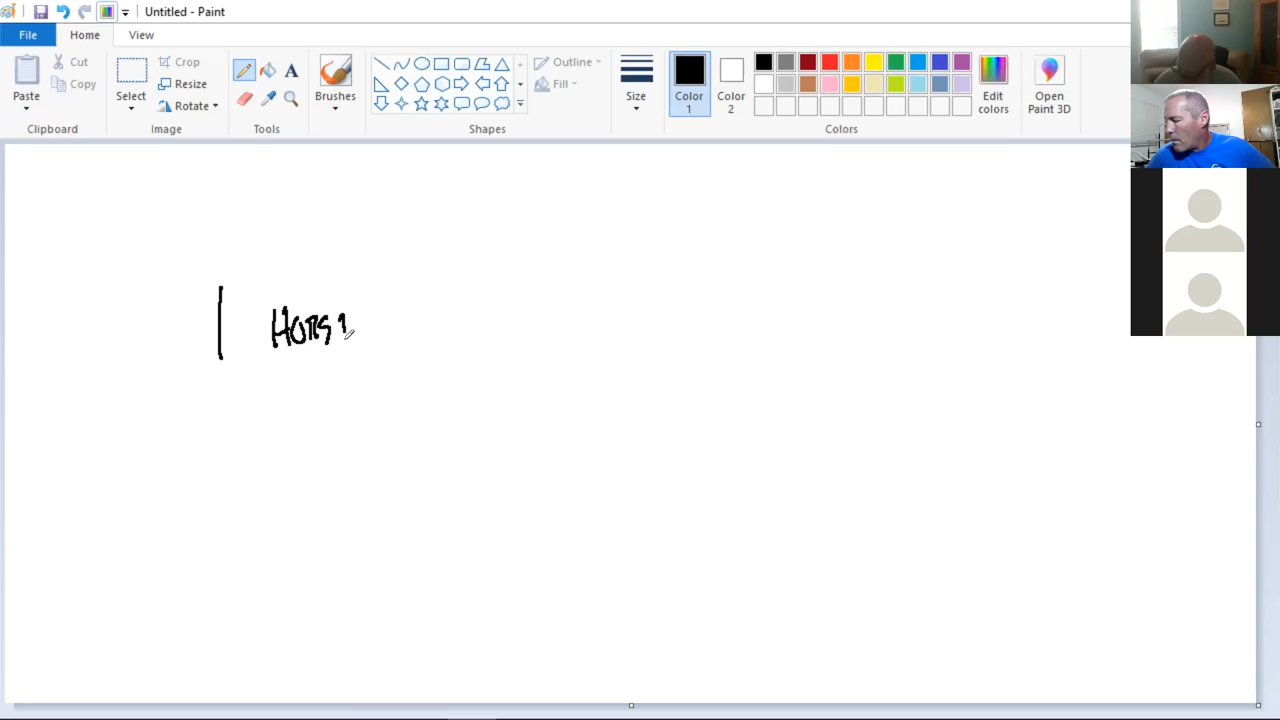 Untitled - Paint
File
Home
View
Paste
Cut
Copy
Clipboard
Select
Crop
Resize
Rotate
Image
Tools
Brushes
Shapes
Outline
Fill
Size
Color 1
Color 2
Edit colors
Colors
Open Paint 3D